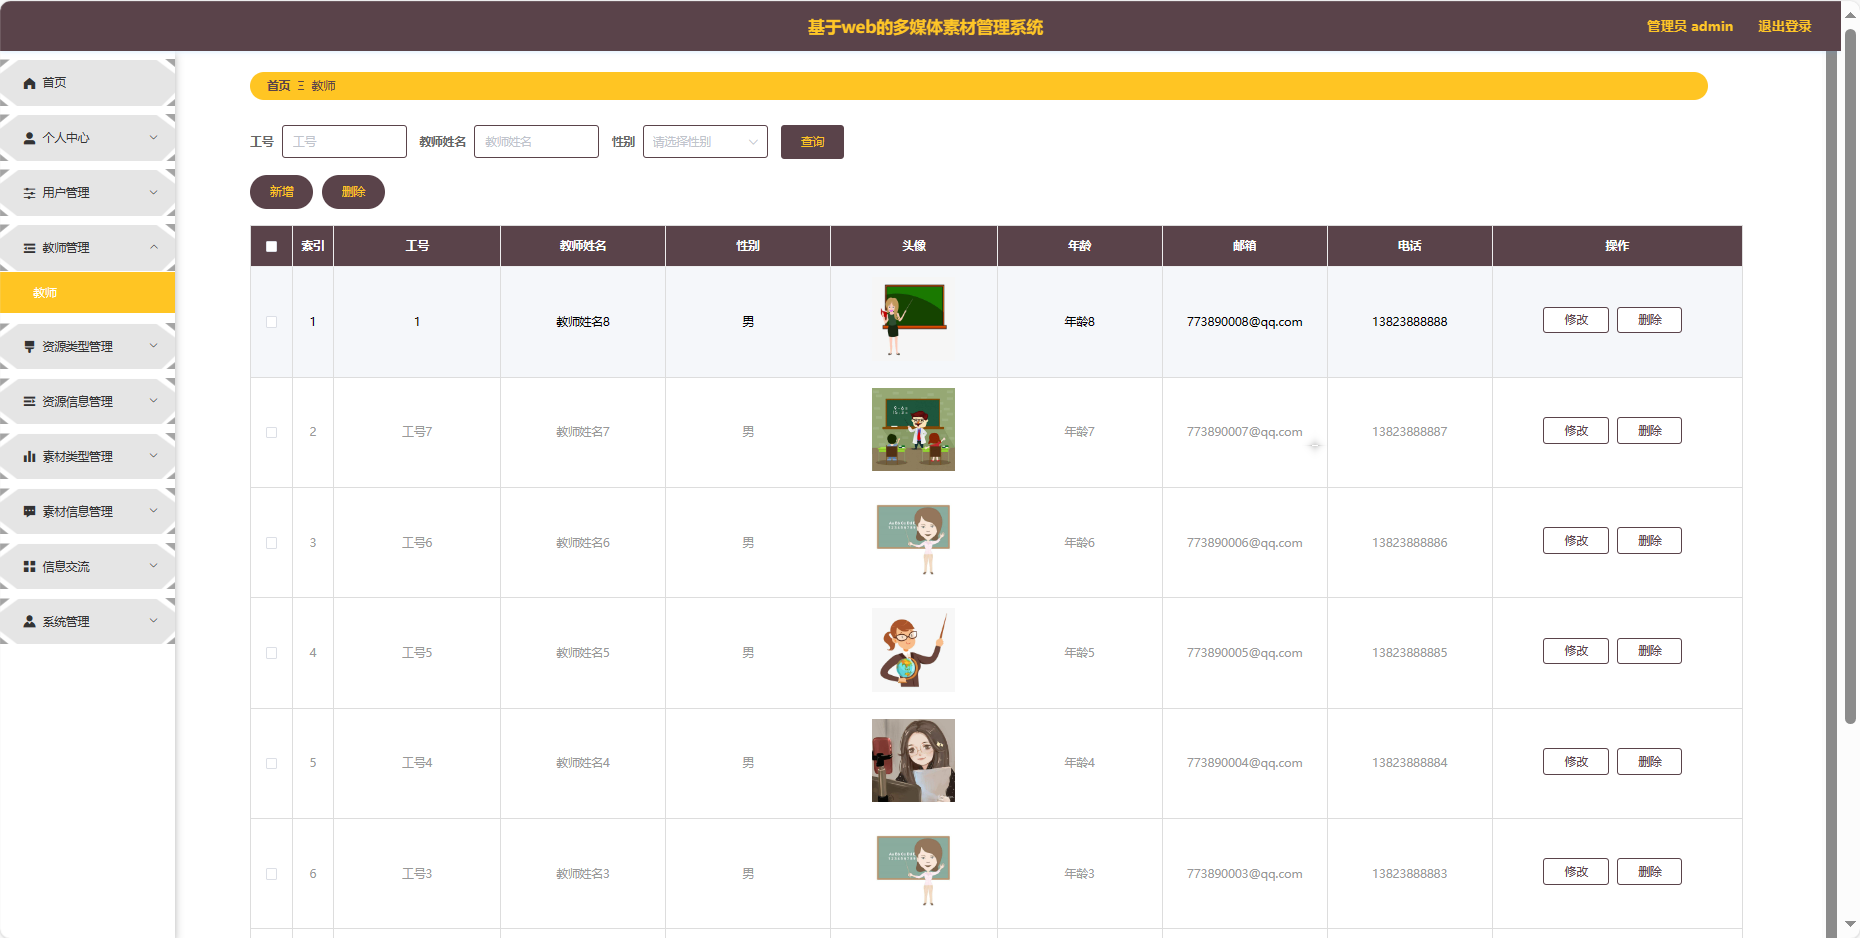 基于web的多媒体素材管理系统
管理员 admin 退出登录
首页
个人中心
用户管理
教师管理
教师
资源类型管理
资源信息管理
素材类型管理
素材信息管理
信息交流
系统管理
首页 Ξ 教师
工号 工号 教师姓名 教师姓名 性别 请选择性别 查询
新增 删除
索引 工号 教师姓名 性别 头像 年龄 邮箱 电话 操作
1 1 教师姓名8 男 年龄8 773890008@qq.com 13823888888 修改 删除
2 工号7 教师姓名7 男 年龄7 773890007@qq.com 13823888887 修改 删除
3 工号6 教师姓名6 男 年龄6 773890006@qq.com 13823888886 修改 删除
4 工号5 教师姓名5 男 年龄5 773890005@qq.com 13823888885 修改 删除
5 工号4 教师姓名4 男 年龄4 773890004@qq.com 13823888884 修改 删除
6 工号3 教师姓名3 男 年龄3 773890003@qq.com 13823888883 修改 删除